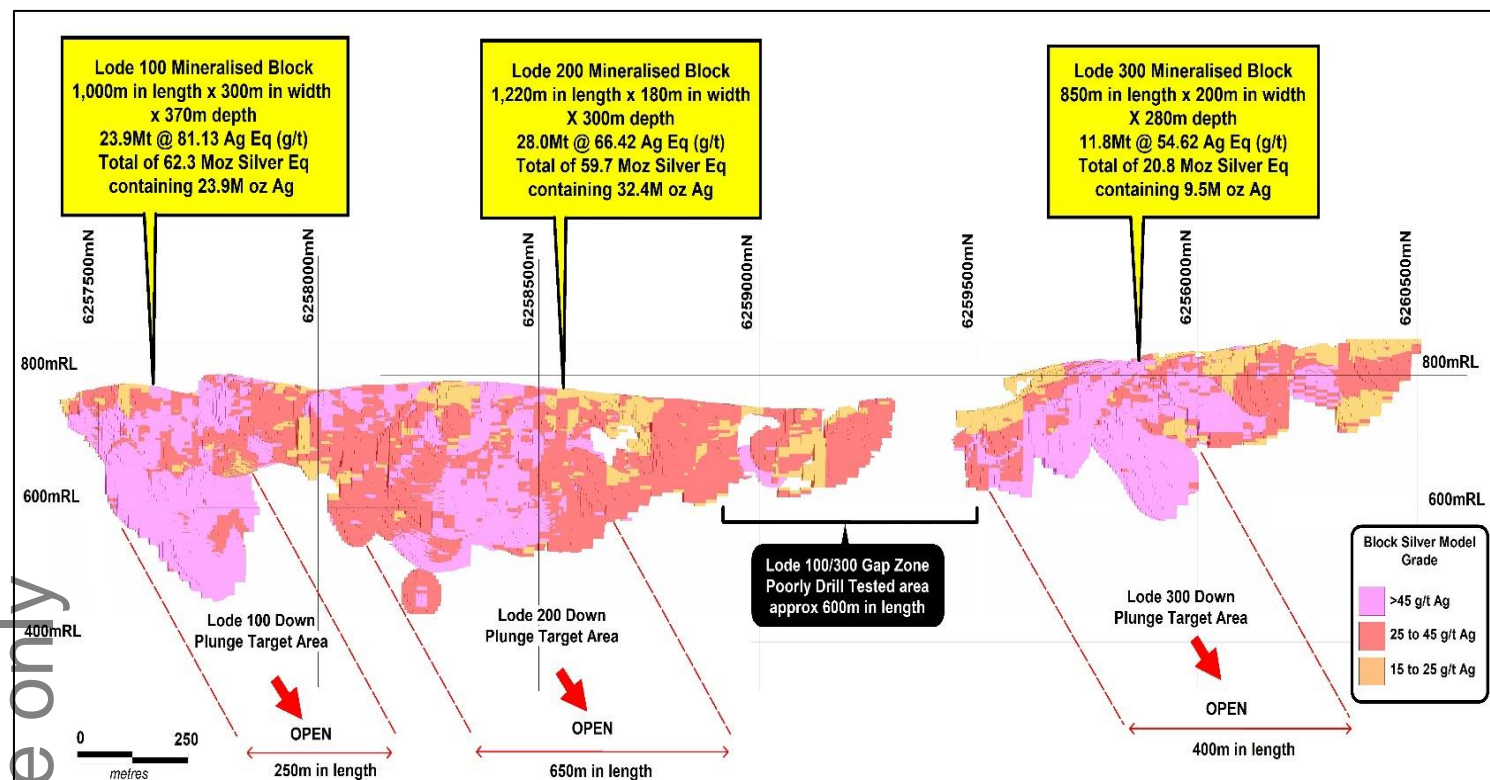 Lode 100 Mineralised Block
1,000m in length x 300m in width
x 370m depth
23.9Mt @ 81.13 Ag Eq (g/t)
Total of 62.3 Moz Silver Eq
containing 23.9M oz Ag
Lode 200 Mineralised Block
1,220m in length x 180m in width
X 300m depth
28.0Mt @ 66.42 Ag Eq (g/t)
Total of 59.7 Moz Silver Eq
containing 32.4M oz Ag
Lode 300 Mineralised Block
850m in length x 200m in width
X 280m depth
11.8Mt @ 54.62 Ag Eq (g/t)
Total of 20.8 Moz Silver Eq
containing 9.5M oz Ag
6257500mN
6258000mN
6258500mN
6259000mN
6259500mN
6256000mN
6260500mN
800mRL
800mRL
600mRL
600mRL
400mRL
Lode 100/300 Gap Zone
Poorly Drill Tested area
approx 600m in length
Block Silver Model
Grade
>45 g/t Ag
25 to 45 g/t Ag
15 to 25 g/t Ag
Lode 100 Down
Plunge Target Area
OPEN
250m in length
Lode 200 Down
Plunge Target Area
OPEN
650m in length
Lode 300 Down
Plunge Target Area
OPEN
400m in length
0 250
metres
e only